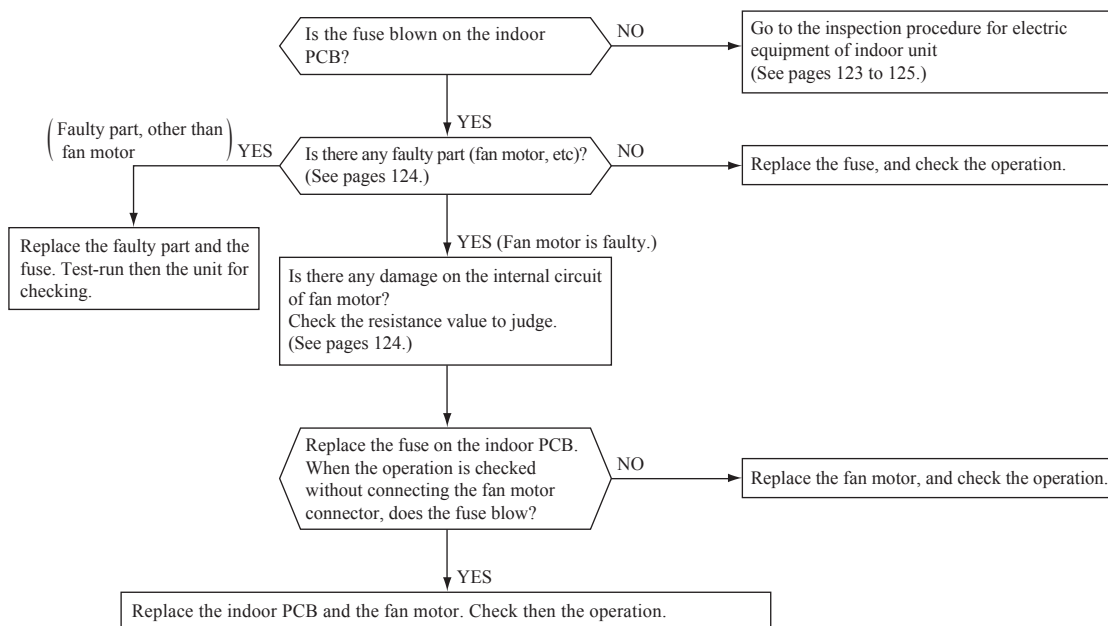 Is the fuse blown on the indoor
PCB?
NO
Go to the inspection procedure for electric
equipment of indoor unit
(See pages 123 to 125.)
YES
(Faulty part, other than
fan motor)
YES
Is there any faulty part (fan motor, etc)?
(See pages 124.)
NO
Replace the fuse, and check the operation.
Replace the faulty part and the
fuse. Test-run then the unit for
checking.
YES (Fan motor is faulty.)
Is there any damage on the internal circuit
of fan motor?
Check the resistance value to judge.
(See pages 124.)
Replace the fuse on the indoor PCB.
When the operation is checked
without connecting the fan motor
connector, does the fuse blow?
NO
Replace the fan motor, and check the operation.
YES
Replace the indoor PCB and the fan motor. Check then the operation.